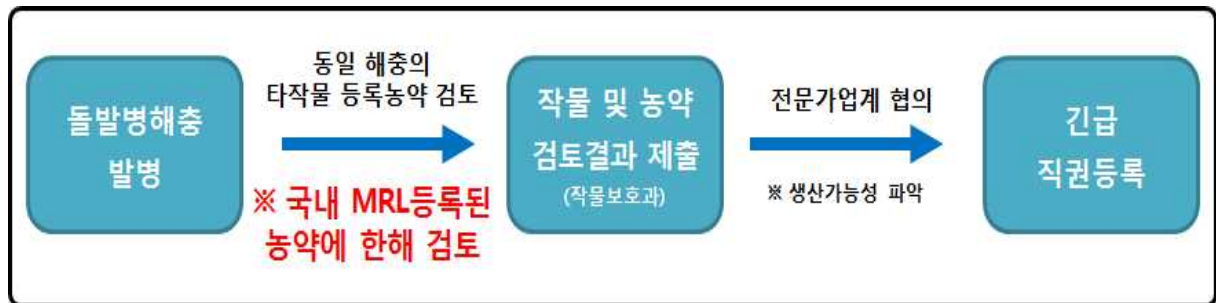 돌발병해충
발병
동일 해충의
타작물 등록농약 검토
※ 국내 MRL등록된
농약에 한해 검토
작물 및 농약
검토결과 제출
(작물보호과)
전문가업계 협의
※ 생산가능성 파악
긴급
직권등록